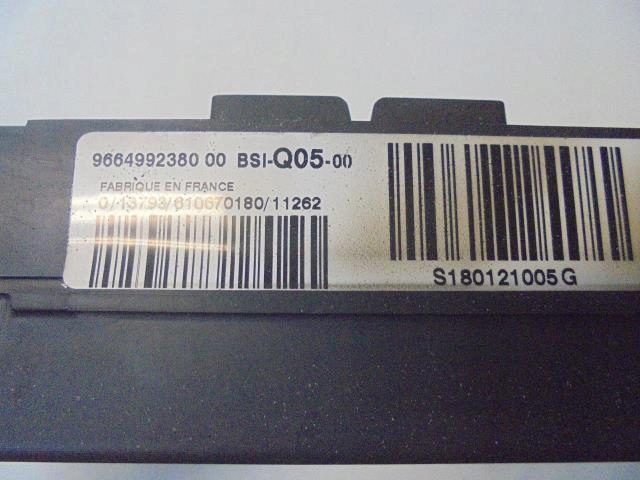 9664992380 00 BSI-Q05-00
FABRIQUE EN FRANCE
0/13793/610670180/11262
S180121005G